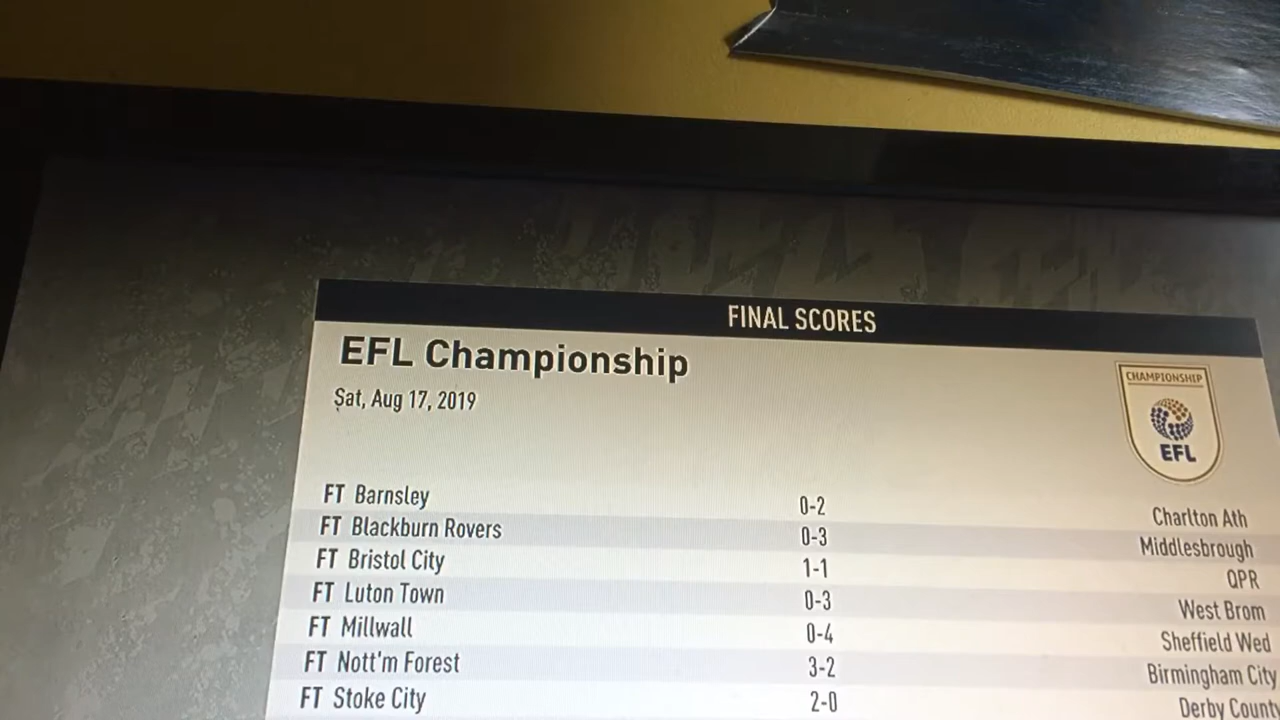 FINAL SCORES
EFL Championship
Sat, Aug 17, 2019
CHAMPIONSHIP
EFL
FT Barnsley 0-2 Charlton Ath
FT Blackburn Rovers 0-3 Middlesbrough
FT Bristol City 1-1 QPR
FT Luton Town 0-3 West Brom
FT Millwall 0-4 Sheffield Wed
FT Nott'm Forest 3-2 Birmingham City
FT Stoke City 2-0 Derby County